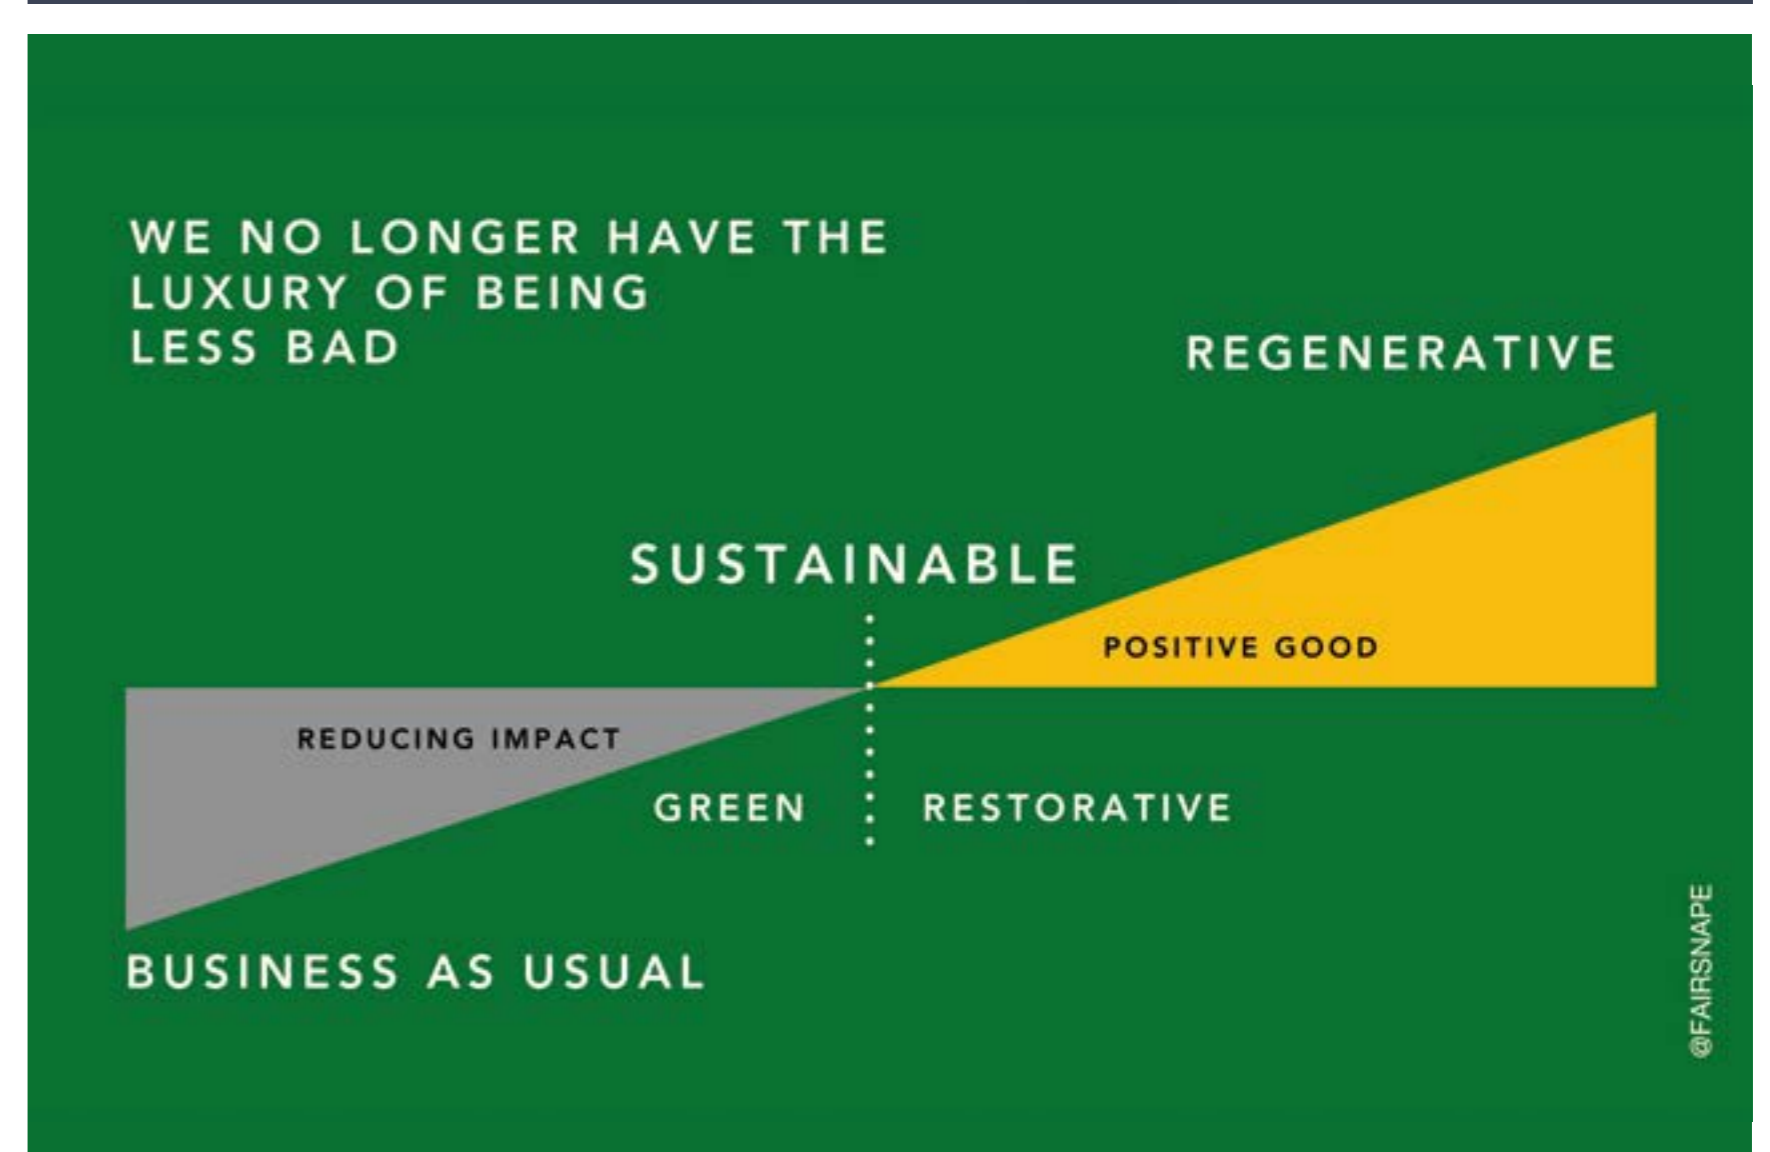 WE NO LONGER HAVE THE
LUXURY OF BEING
LESS BAD
REGENERATIVE
SUSTAINABLE
POSITIVE GOOD
REDUCING IMPACT
GREEN
RESTORATIVE
BUSINESS AS USUAL
@FAIRSNAPE